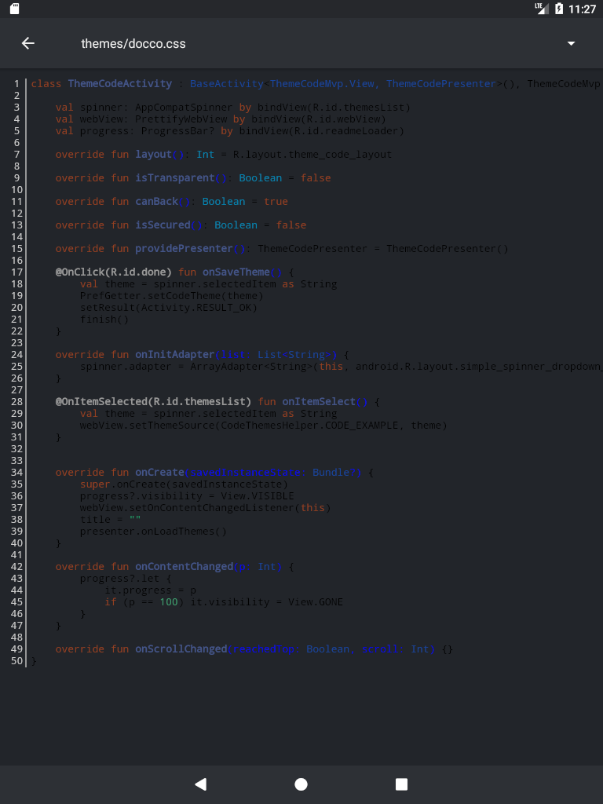 LTE 11:27
themes/docco.css
1 class ThemeCodeActivity : BaseActivity<ThemeCodeMvp.View, ThemeCodePresenter>(), ThemeCodeMvp
2
3 val spinner: AppCompatSpinner by bindView(R.id.themesList)
4 val webView: PrettifyWebView by bindView(R.id.webView)
5 val progress: ProgressBar? by bindView(R.id.readmeLoader)
6
7 override fun layout(): Int = R.layout.theme_code_layout
8
9 override fun isTransparent(): Boolean = false
10
11 override fun canBack(): Boolean = true
12
13 override fun isSecured(): Boolean = false
14
15 override fun providePresenter(): ThemeCodePresenter = ThemeCodePresenter()
16
17 @OnClick(R.id.done) fun onSaveTheme() {
18 val theme = spinner.selectedItem as String
19 PrefGetter.setCodeTheme(theme)
20 setResult(Activity.RESULT_OK)
21 finish()
22 }
23
24 override fun onInitAdapter(list: List<String>) {
25 spinner.adapter = ArrayAdapter<String>(this, android.R.layout.simple_spinner_dropdown_
26 }
27
28 @OnItemSelected(R.id.themesList) fun onItemSelect() {
29 val theme = spinner.selectedItem as String
30 webView.setThemeSource(CodeThemesHelper.CODE_EXAMPLE, theme)
31 }
32
33
34 override fun onCreate(savedInstanceState: Bundle?) {
35 super.onCreate(savedInstanceState)
36 progress?.visibility = View.VISIBLE
37 webView.setOnContentChangedListener(this)
38 title = ""
39 presenter.onLoadThemes()
40 }
41
42 override fun onContentChanged(p: Int) {
43 progress?.let {
44 it.progress = p
45 if (p == 100) it.visibility = View.GONE
46 }
47 }
48
49 override fun onScrollChanged(reachedTop: Boolean, scroll: Int) {}
50 }